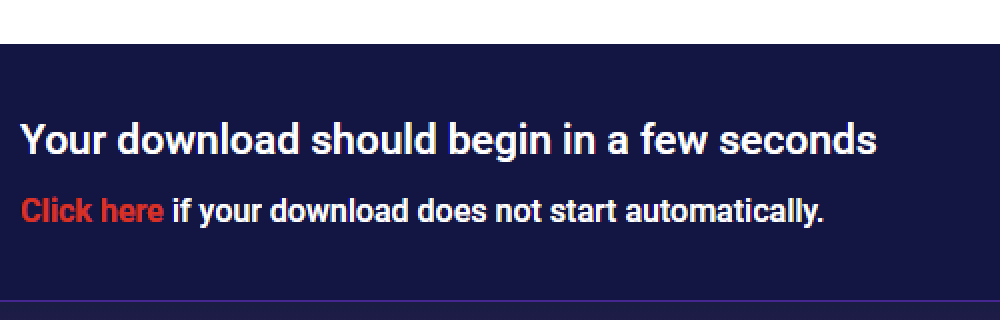 Your download should begin in a few seconds
Click here if your download does not start automatically.